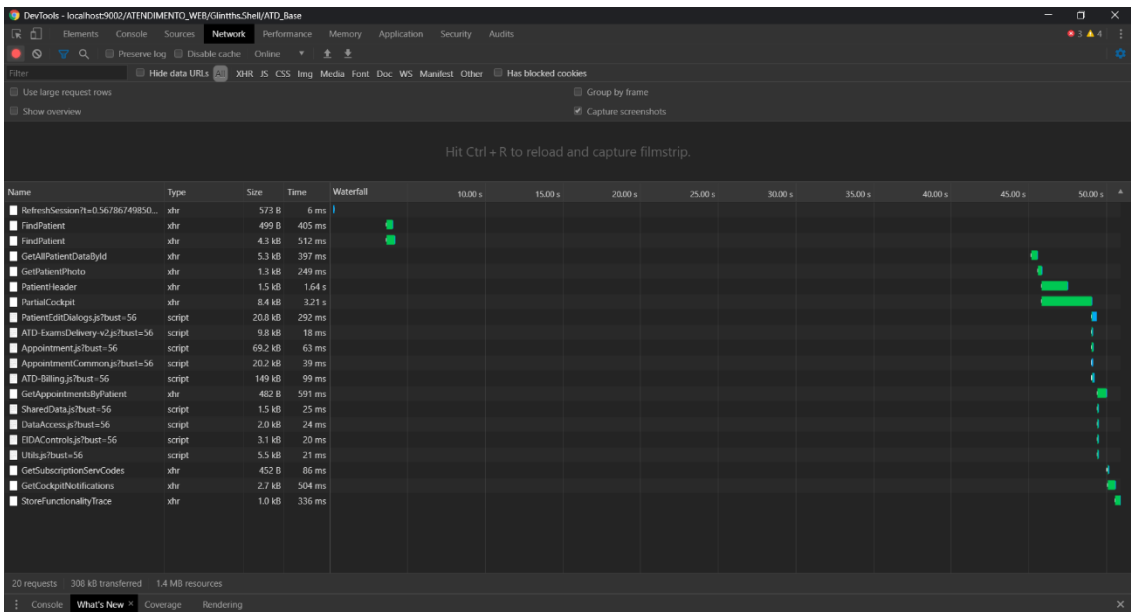 DevTools - localhost:9002/ATENDIMENTO_WEB/Glintths.Shell/ATD_Base
Elements Console Sources Network Performance Memory Application Security Audits 3 4
Preserve log Disable cache Online
Filter Hide data URLs All XHR JS CSS Img Media Font Doc WS Manifest Other Has blocked cookies
Use large request rows Group by frame
Show overview Capture screenshots
Hit Ctrl + R to reload and capture filmstrip.
Name Type Size Time Waterfall 10.00 s 15.00 s 20.00 s 25.00 s 30.00 s 35.00 s 40.00 s 45.00 s 50.00 s
RefreshSession?t=0.56786749850... xhr 573 B 6 ms
FindPatient xhr 499 B 405 ms
FindPatient xhr 4.3 kB 512 ms
GetAllPatientDataById xhr 5.3 kB 397 ms
GetPatientPhoto xhr 1.3 kB 249 ms
PatientHeader xhr 1.5 kB 1.64 s
PartialCockpit xhr 8.4 kB 3.21 s
PatientEditDialogs.js?bust=56 script 20.8 kB 292 ms
ATD-ExamsDelivery-v2.js?bust=56 script 9.8 kB 18 ms
Appointment.js?bust=56 script 69.2 kB 63 ms
AppointmentCommon.js?bust=56 script 20.2 kB 39 ms
ATD-Billing.js?bust=56 script 149 kB 99 ms
GetAppointmentsByPatient xhr 482 B 591 ms
SharedData.js?bust=56 script 1.5 kB 25 ms
DataAccess.js?bust=56 script 2.0 kB 24 ms
EIDAControls.js?bust=56 script 3.1 kB 20 ms
Utils.js?bust=56 script 5.5 kB 21 ms
GetSubscriptionServCodes xhr 452 B 86 ms
GetCockpitNotifications xhr 2.7 kB 504 ms
StoreFunctionalityTrace xhr 1.0 kB 336 ms
20 requests 308 kB transferred 1.4 MB resources
Console What's New × Coverage Rendering